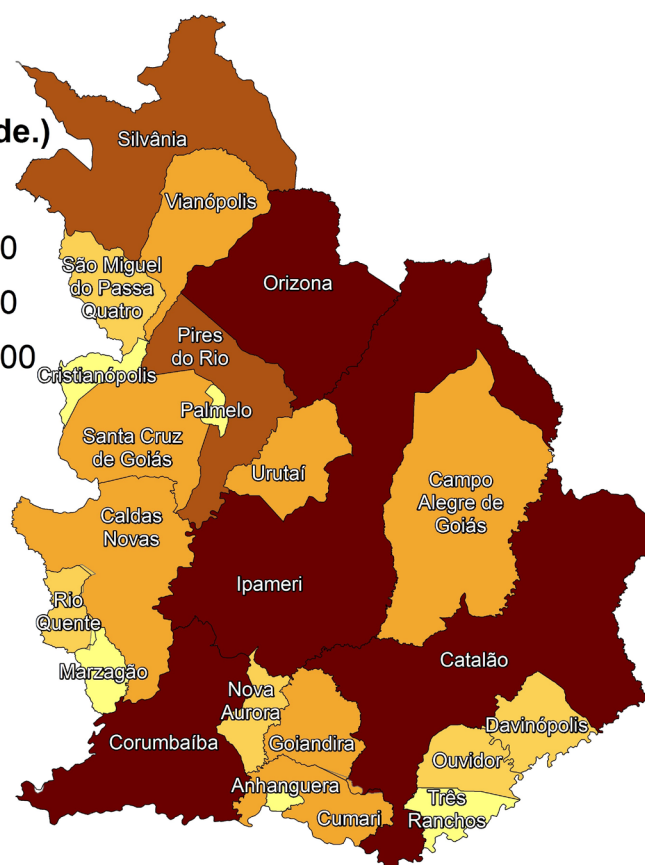 de.)
Silvânia
Vianópolis
0
São Miguel
do Passa
Quatro
Orizona
0
Pires
do Rio
00
Cristianópolis
Palmelo
Santa Cruz
de Goiás
Urutaí
Campo
Alegre de
Goiás
Caldas
Novas
Ipameri
Rio
Quente
Marzagão
Catalão
Nova
Aurora
Davinópolis
Corumbaíba
Goiandira
Ouvidor
Anhanguera
Três
Ranchos
Cumari